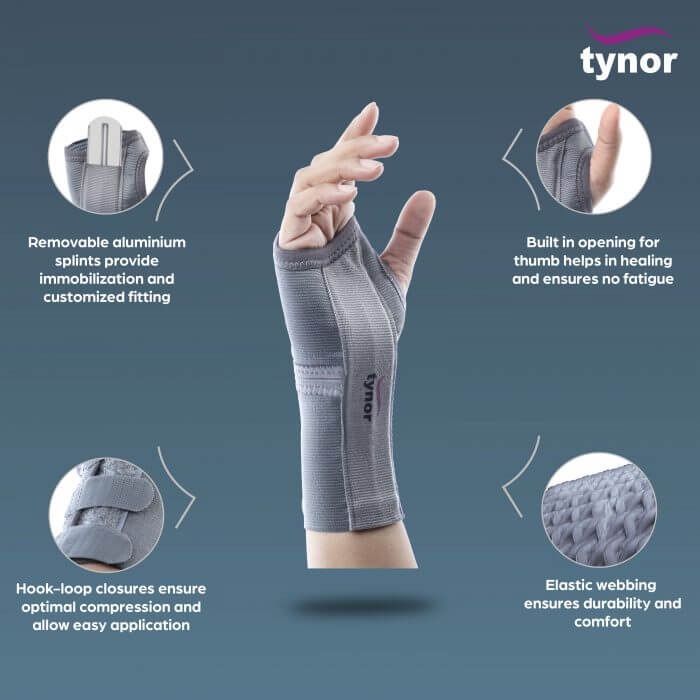 tynor
Removable aluminium
splints provide
immobilization and
customized fitting
Built in opening for
thumb helps in healing
and ensures no fatigue
tynor
Hook-loop closures ensure
optimal compression and
allow easy application
Elastic webbing
ensures durability and
comfort